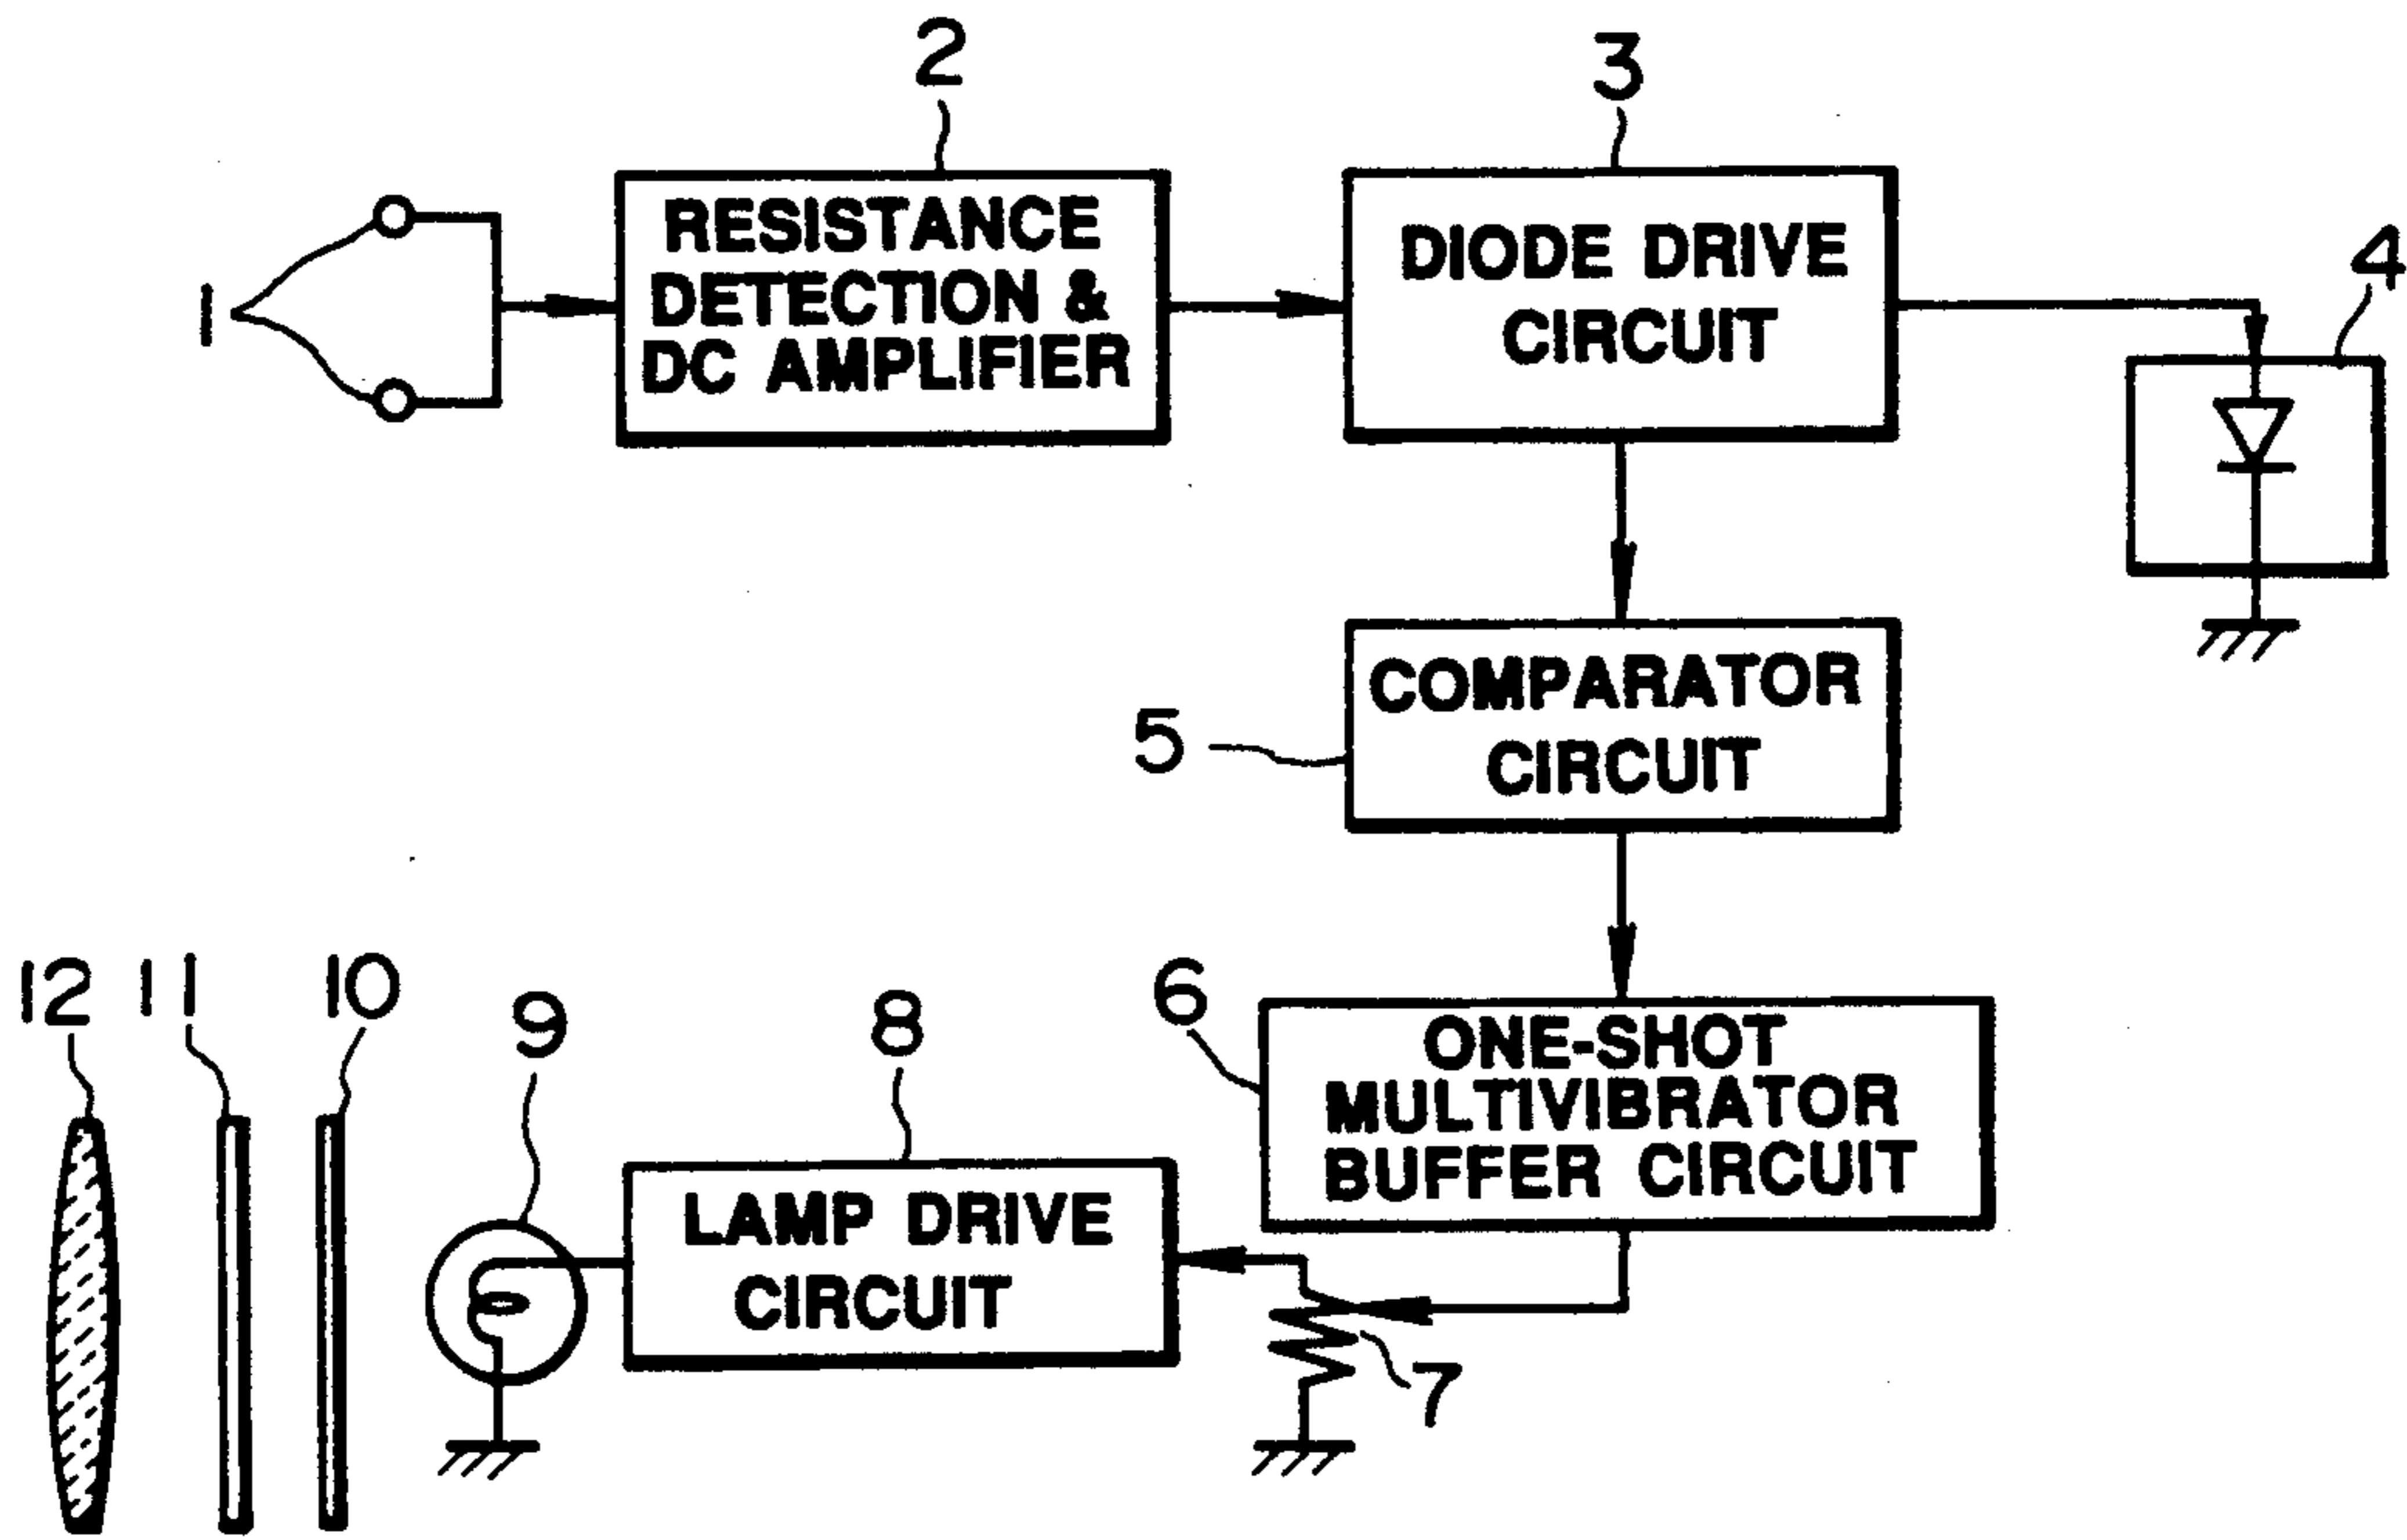 2
3
1
RESISTANCE
DETECTION &
DC AMPLIFIER
DIODE DRIVE
CIRCUIT
4
COMPARATOR
CIRCUIT
5
12
11
10
9
8
6
ONE-SHOT
MULTIVIBRATOR
BUFFER CIRCUIT
LAMP DRIVE
CIRCUIT
7